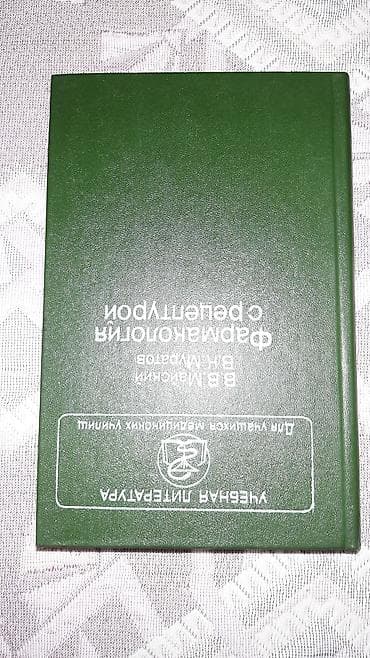 УЧЕБНАЯ ЛИТЕРАТУРА
Для учащихся медицинских училищ
В.В.Майский
В.К.Муратов
Фармакология
с рецептурой